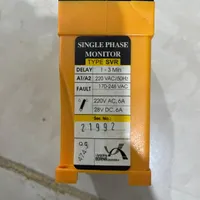 SINGLE PHASE
MONITOR
TYPE SVR
DELAY 1 - 3 MIN
A1/A2 220 VAC/50Hz
FAULT 170-246 VAC
220V AC, 6A
28V DC, 6A
Ser. No.:
21992